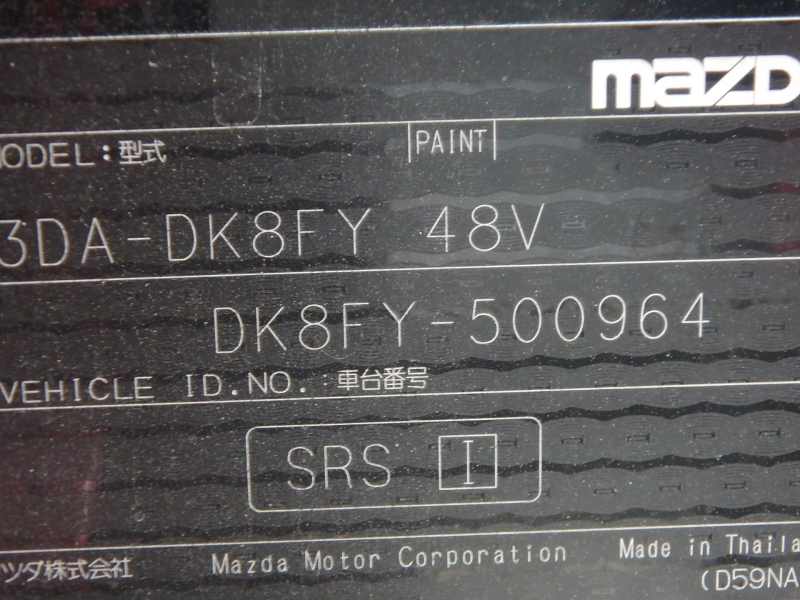 mazD
MODEL：型式 PAINT
3DA-DK8FY 48V
DK8FY-500964
VEHICLE ID.NO. 車台番号
SRS I
ツダ株式会社 Mazda Motor Corporation Made in Thaila
(D59NA